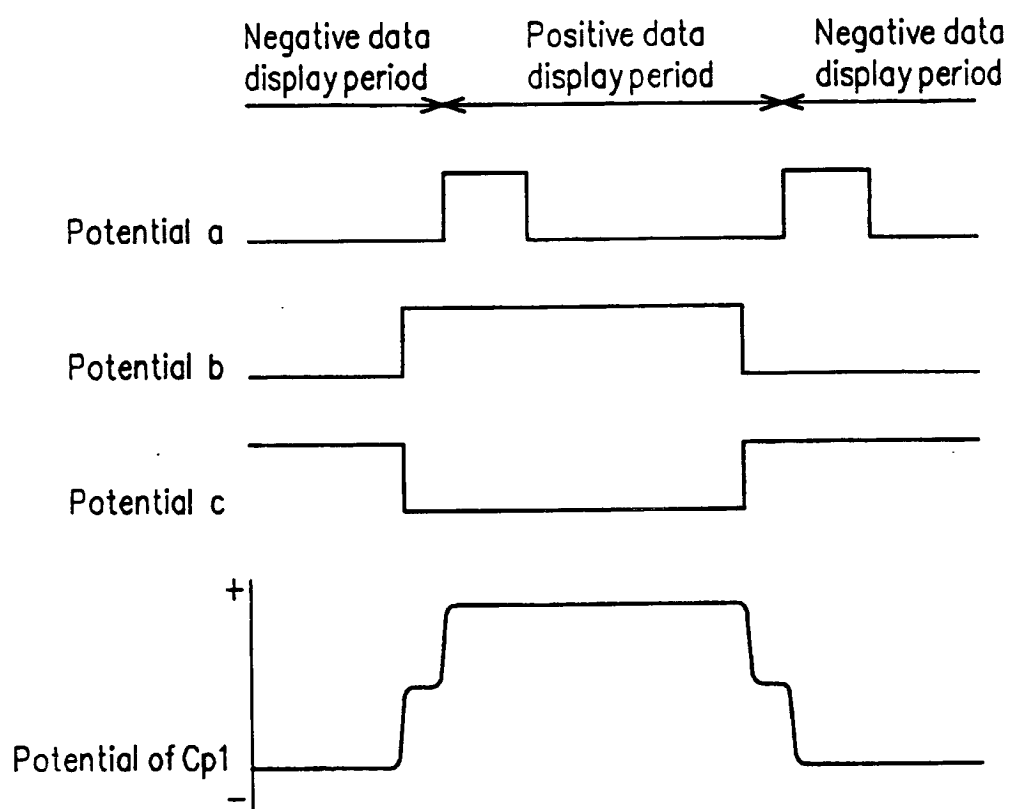 Negative data
display period
Positive data
display period
Negative data
display period
Potential a
Potential b
Potential c
+
Potential of Cp1
−